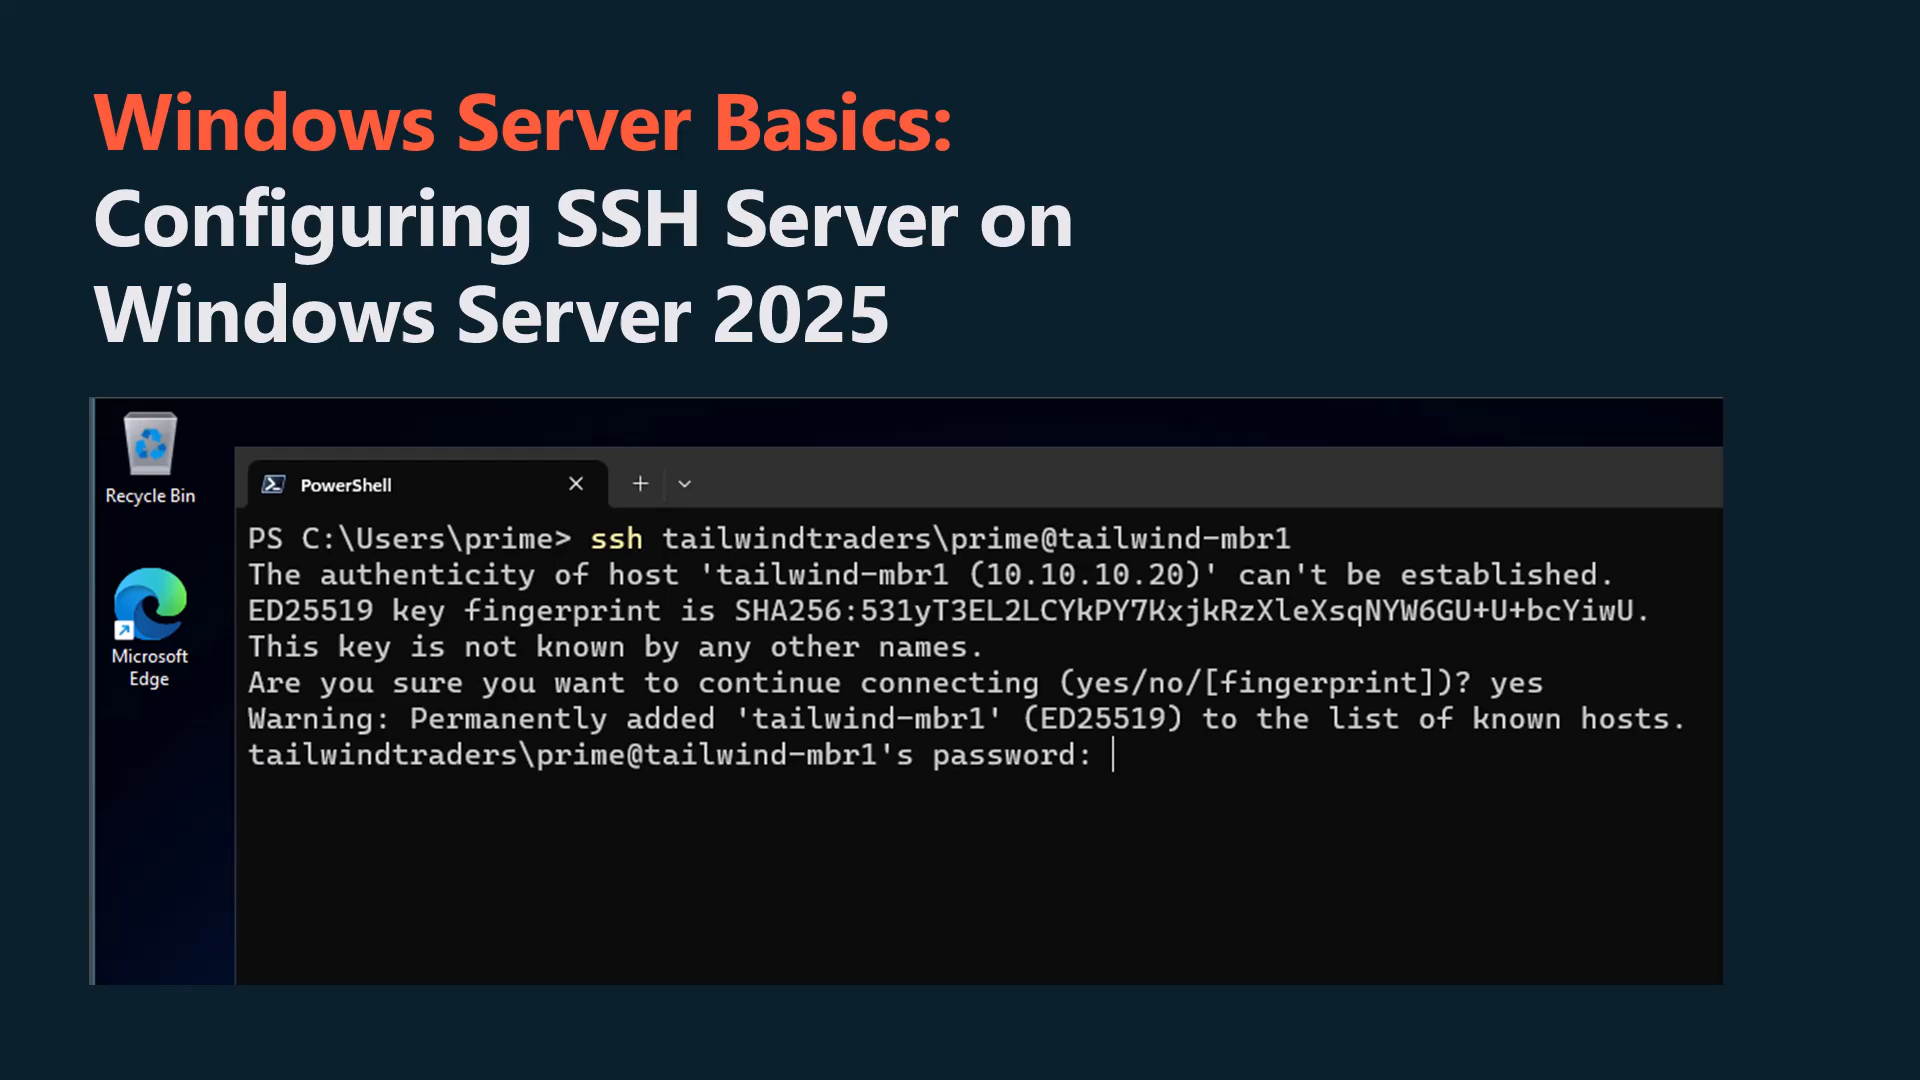 Windows Server Basics:
Configuring SSH Server on
Windows Server 2025
Recycle Bin
Microsoft
Edge
PowerShell
PS C:\Users\prime> ssh tailwindtraders\prime@tailwind-mbr1
The authenticity of host 'tailwind-mbr1 (10.10.10.20)' can't be established.
ED25519 key fingerprint is SHA256:531yT3EL2LCYkPY7KxjkRzXleXsqNYW6GU+U+bcYiwU.
This key is not known by any other names.
Are you sure you want to continue connecting (yes/no/[fingerprint])? yes
Warning: Permanently added 'tailwind-mbr1' (ED25519) to the list of known hosts.
tailwindtraders\prime@tailwind-mbr1's password: